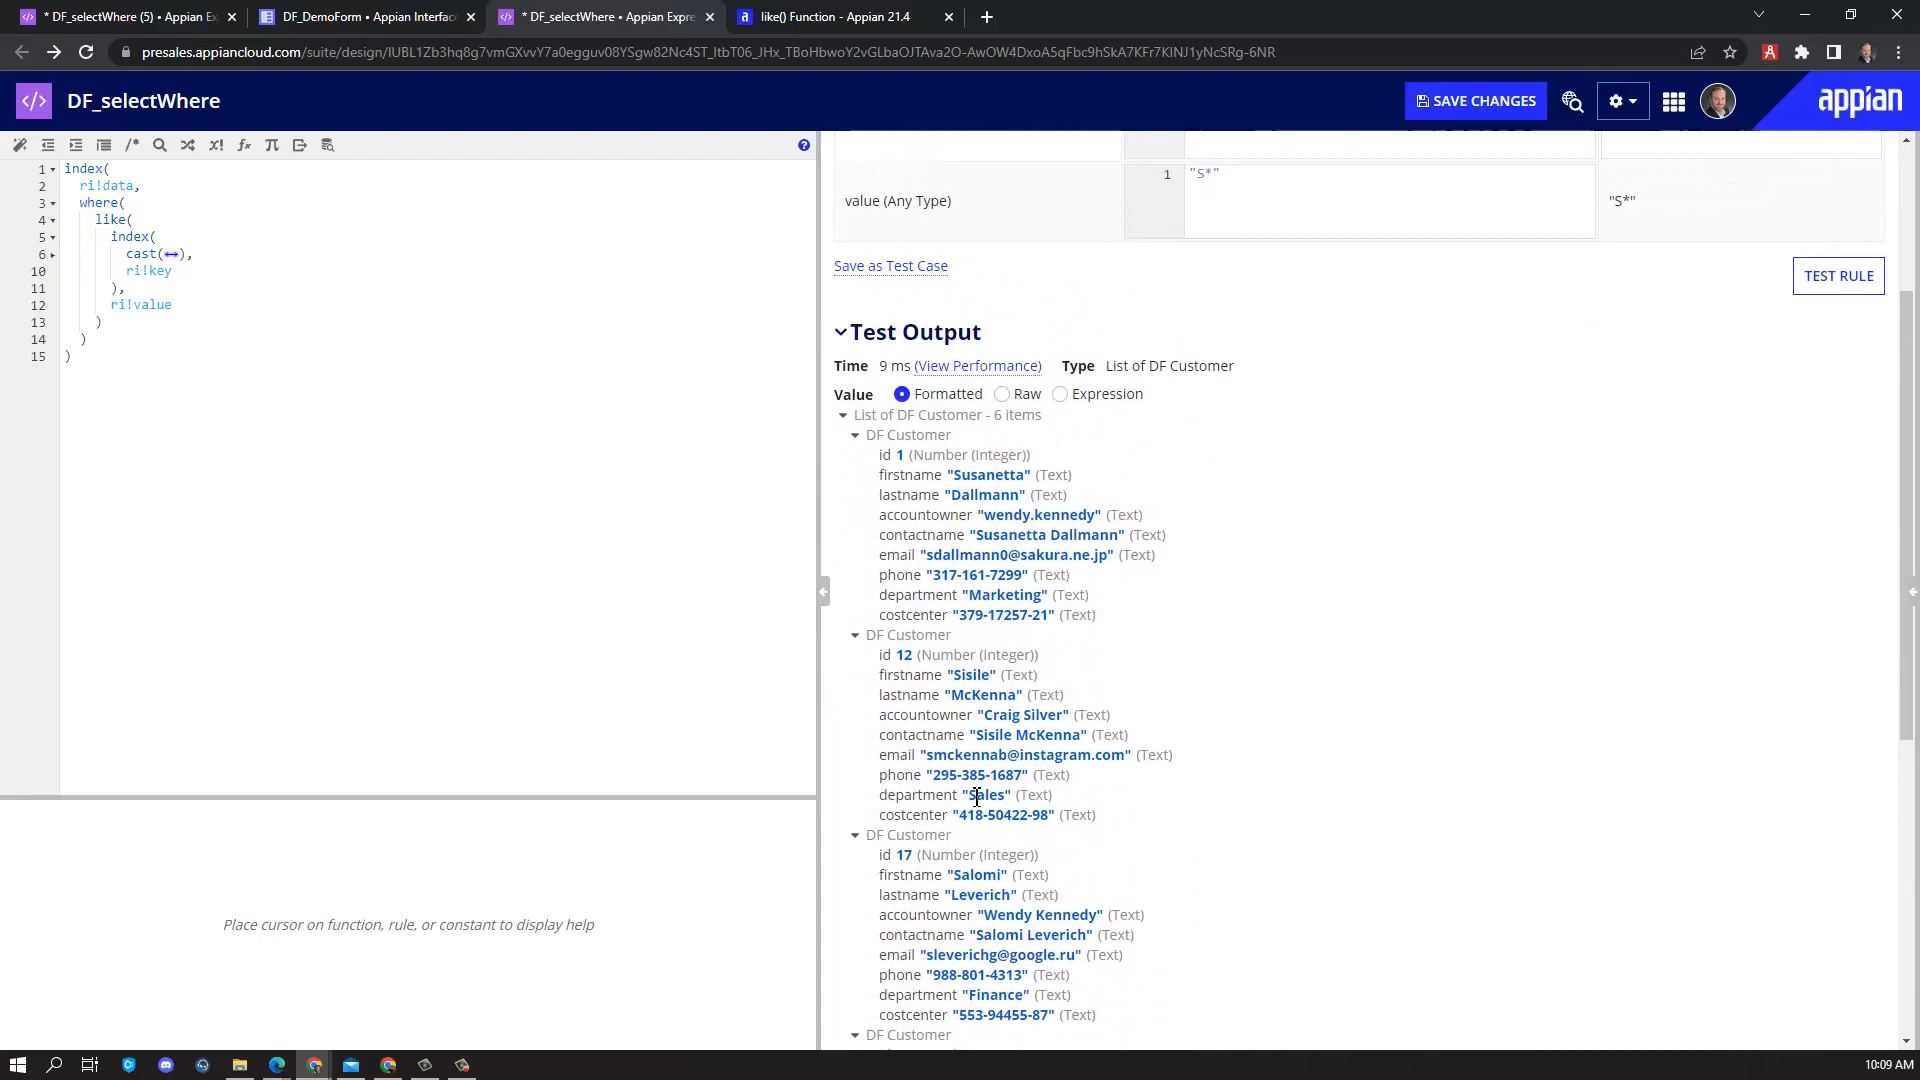 * DF_selectWhere (5) • Appian Ex
DF_DemoForm • Appian Interface
* DF_selectWhere • Appian Expre
like() Function - Appian 21.4
DF_selectWhere
SAVE CHANGES
appian
1 index(
2 ri!data,
3 where(
4 like(
5 index(
6 cast(↔),
10 ri!key
11 ),
12 ri!value
13 )
14 )
15 )
Place cursor on function, rule, or constant to display help
value (Any Type)
1 "S*"
"S*"
Save as Test Case
TEST RULE
Test Output
Time 9 ms (View Performance) Type List of DF Customer
Value Formatted Raw Expression
List of DF Customer - 6 items
DF Customer
id 1 (Number (Integer))
firstname "Susanetta" (Text)
lastname "Dallmann" (Text)
accountowner "wendy.kennedy" (Text)
contactname "Susanetta Dallmann" (Text)
email "sdallmann0@sakura.ne.jp" (Text)
phone "317-161-7299" (Text)
department "Marketing" (Text)
costcenter "379-17257-21" (Text)
DF Customer
id 12 (Number (Integer))
firstname "Sisile" (Text)
lastname "McKenna" (Text)
accountowner "Craig Silver" (Text)
contactname "Sisile McKenna" (Text)
email "smckennab@instagram.com" (Text)
phone "295-385-1687" (Text)
department "Sales" (Text)
costcenter "418-50422-98" (Text)
DF Customer
id 17 (Number (Integer))
firstname "Salomi" (Text)
lastname "Leverich" (Text)
accountowner "Wendy Kennedy" (Text)
contactname "Salomi Leverich" (Text)
email "sleverichg@google.ru" (Text)
phone "988-801-4313" (Text)
department "Finance" (Text)
costcenter "553-94455-87" (Text)
DF Customer
10:09 AM